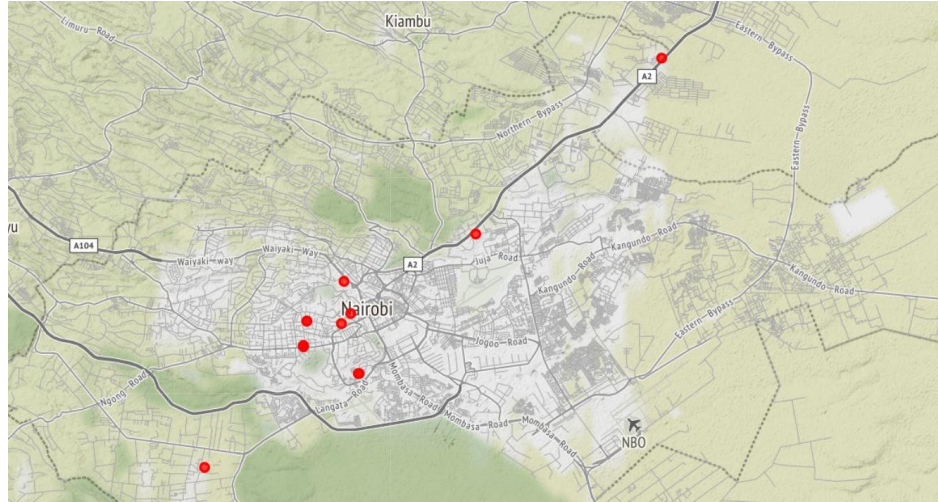 Kiambu
Limuru—Road
Eastern—Bypass
A2
Northern—Bypass
Eastern—Bypass
yu
A104
Waiyaki—way
Waiyaki—Way
A2
Juja—Road
Kangundo—Road
Kangundo—Road
Kangundo—Road
Nairobi
Eastern—Bypass
Jogoo—Road
Ngong—Road
Langata—Road
Mombasa—Road
Mombasa—Road
Mombasa—Road
NBO